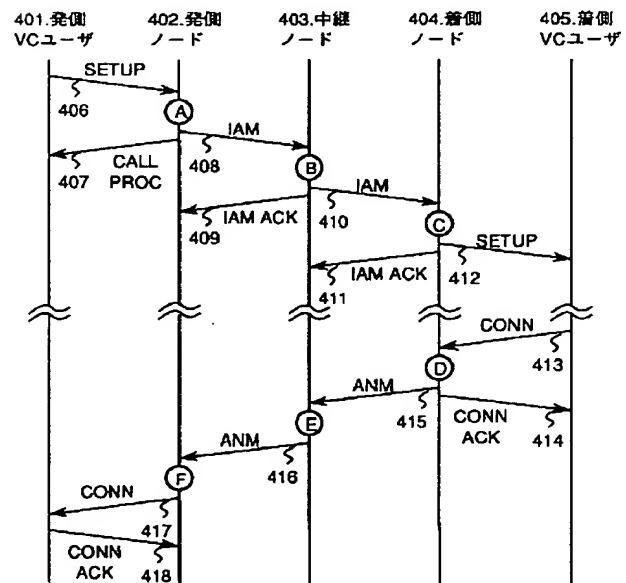 401.発側 402.発側 403.中継 404.着側 405.着側
VCユーザ ノード ノード ノード VCユーザ
SETUP
406
A
IAM
408
407
CALL
PROC
B
IAM
410
IAM ACK
409
C
SETUP
412
IAM ACK
411
CONN
413
D
ANM
415
CONN
ACK
414
E
ANM
416
F
CONN
417
CONN
ACK
418